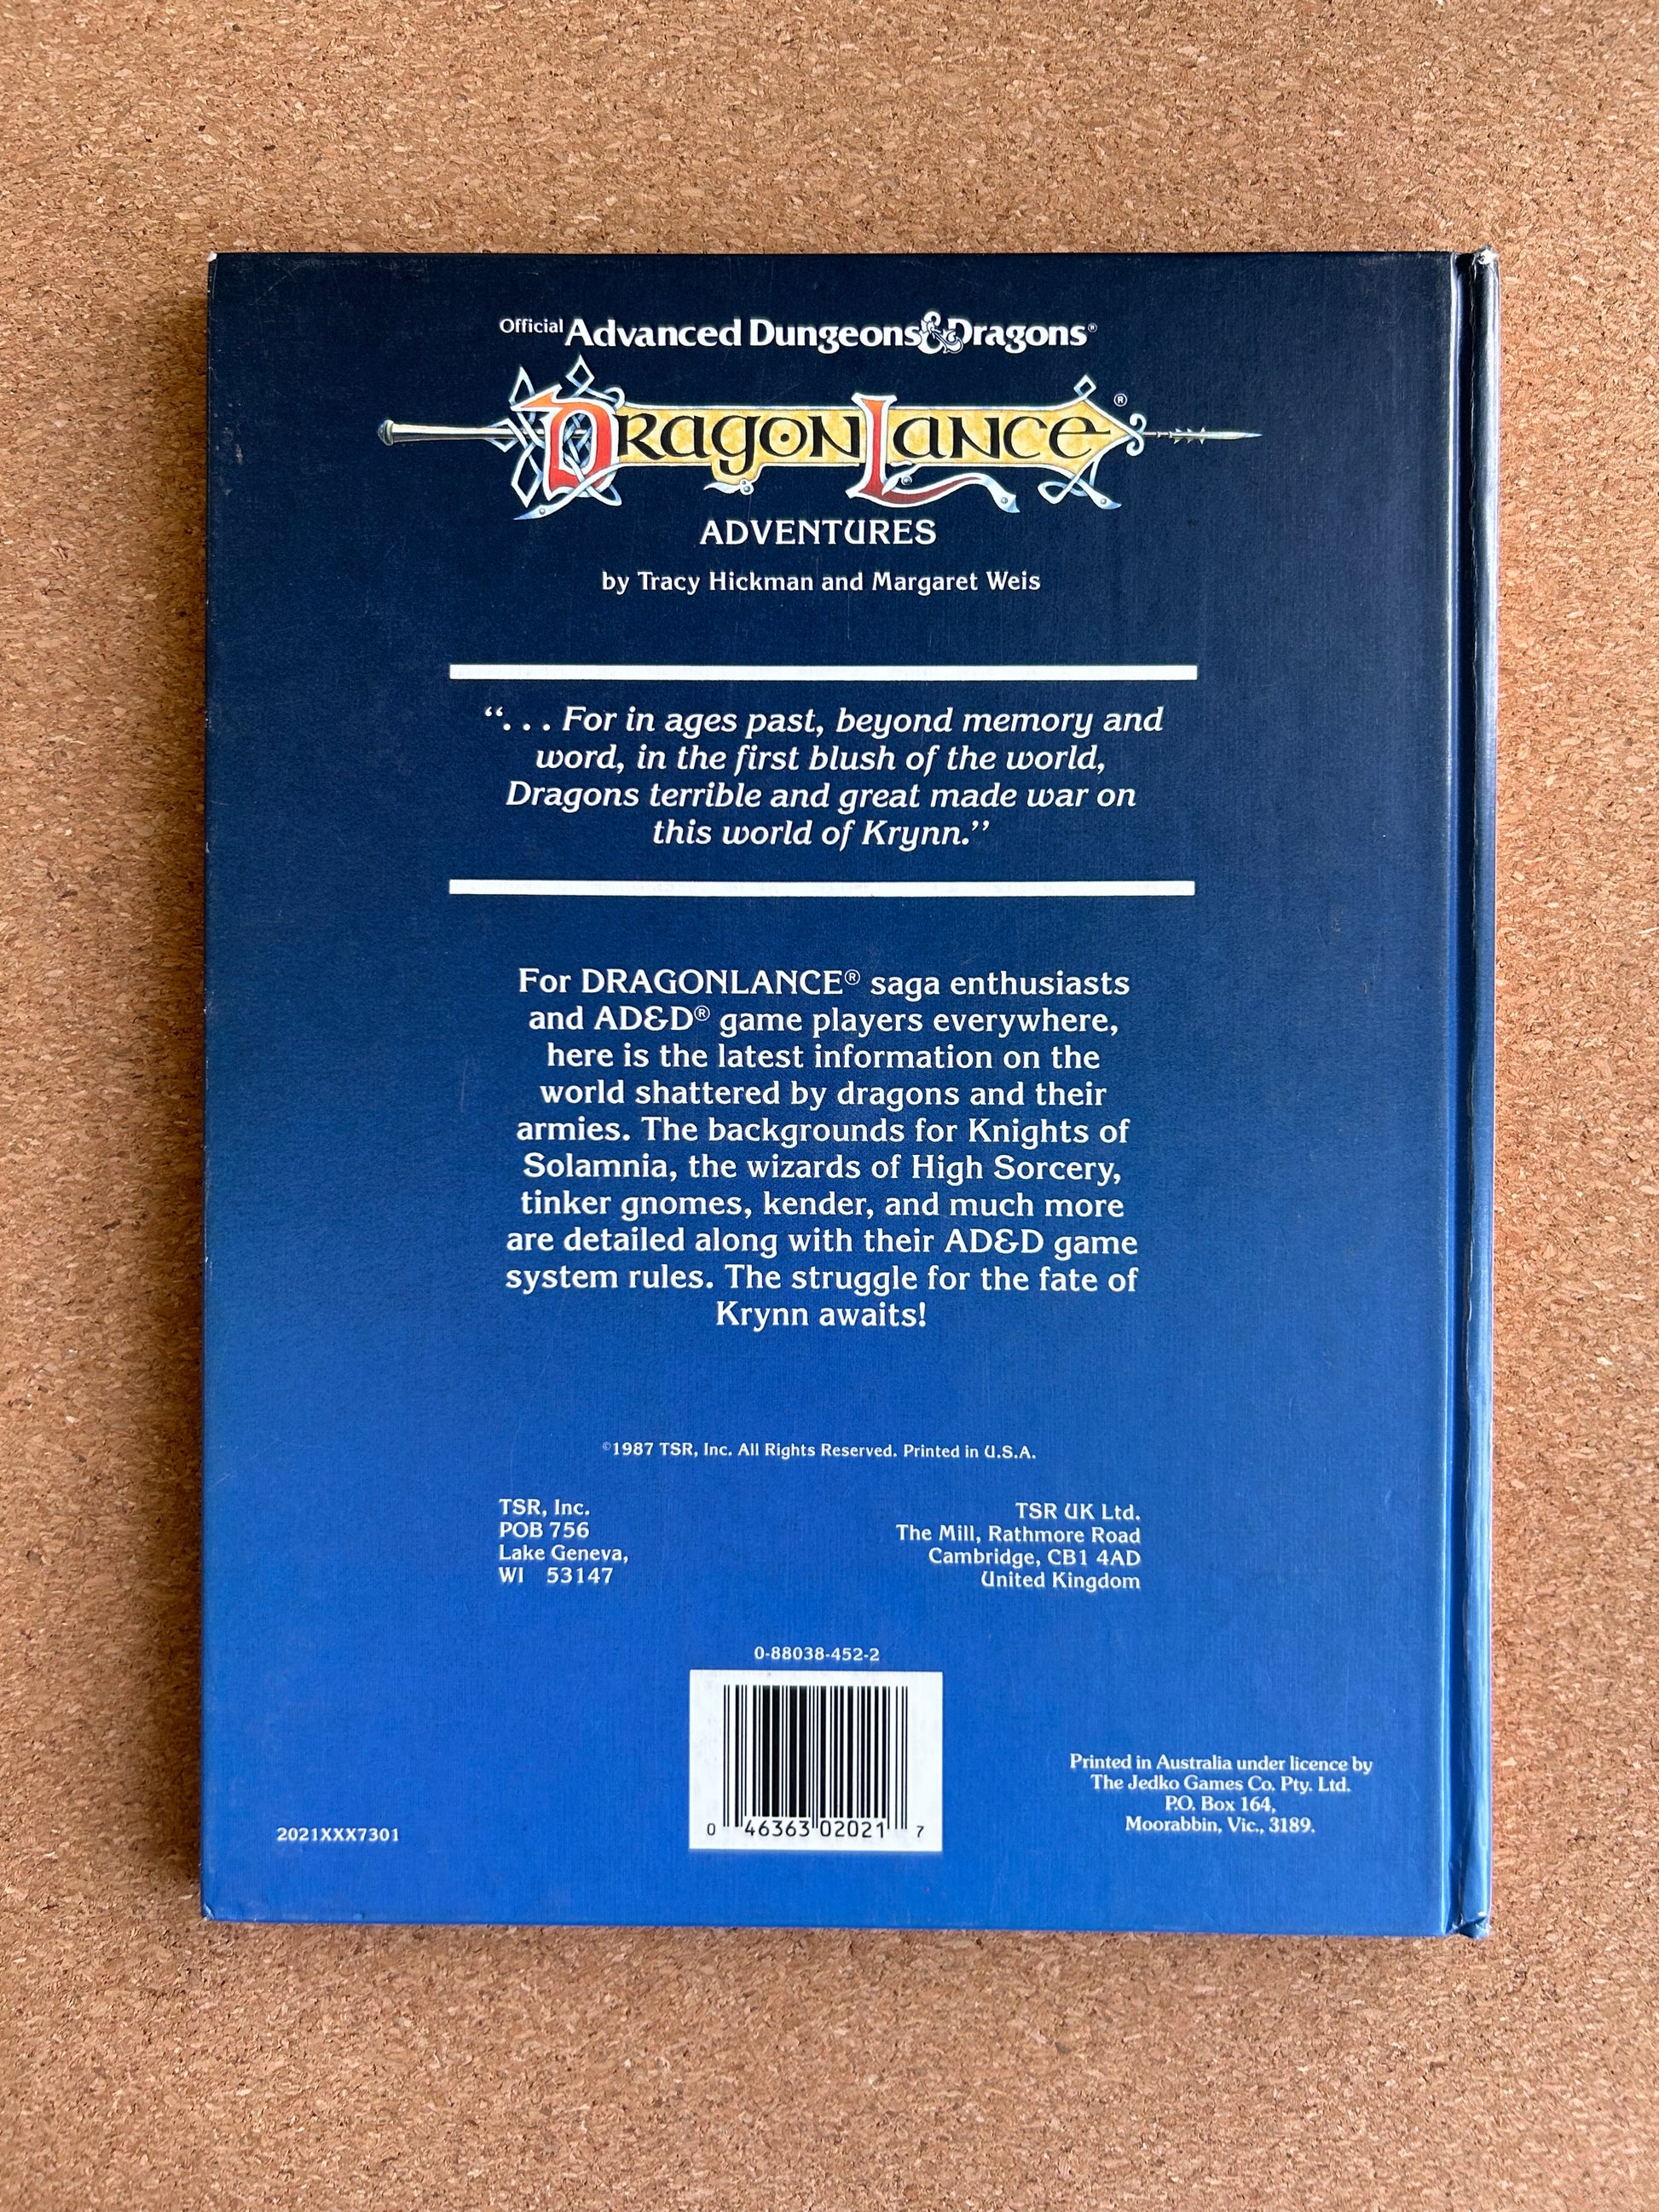 Official Advanced Dungeons & Dragons®
DRAGONLANCE®
ADVENTURES
by Tracy Hickman and Margaret Weis
“. . . For in ages past, beyond memory and
word, in the first blush of the world,
Dragons terrible and great made war on
this world of Krynn.”
For DRAGONLANCE® saga enthusiasts
and AD&D® game players everywhere,
here is the latest information on the
world shattered by dragons and their
armies. The backgrounds for Knights of
Solamnia, the wizards of High Sorcery,
tinker gnomes, kender, and much more
are detailed along with their AD&D game
system rules. The struggle for the fate of
Krynn awaits!
©1987 TSR, Inc. All Rights Reserved. Printed in U.S.A.
TSR, Inc.
POB 756
Lake Geneva,
WI 53147
TSR UK Ltd.
The Mill, Rathmore Road
Cambridge, CB1 4AD
United Kingdom
0-88038-452-2
0 46363 02021 7
2021XXX7301
Printed in Australia under licence by
The Jedko Games Co. Pty. Ltd.
P.O. Box 164,
Moorabbin, Vic., 3189.